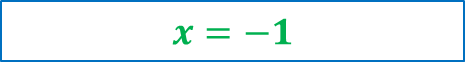 x = −1